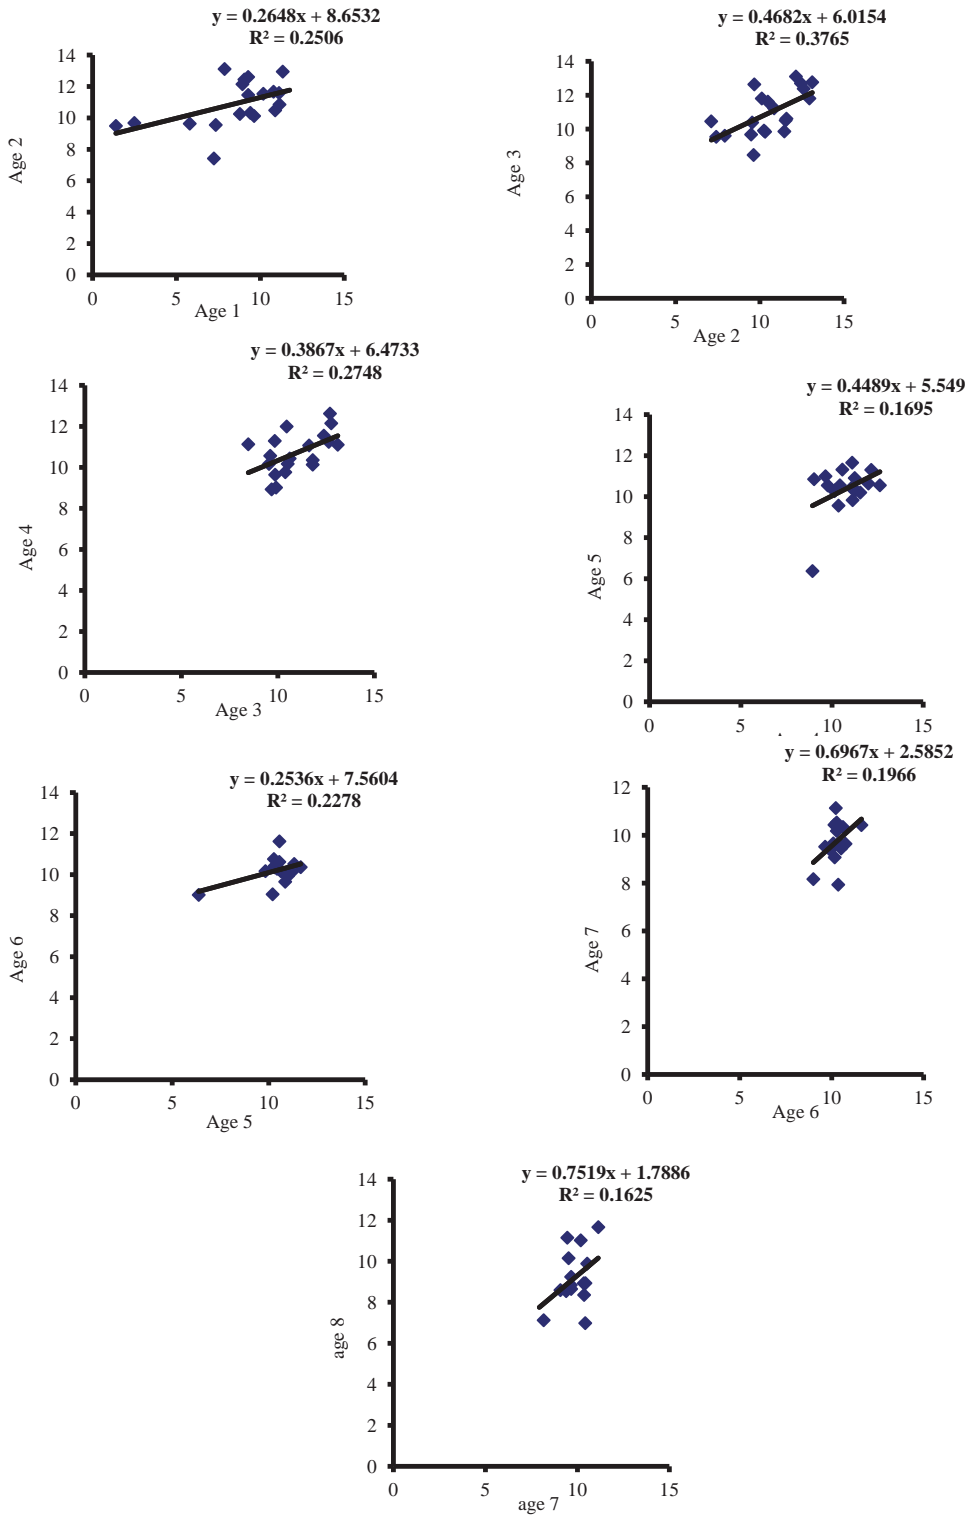 y = 0.2648x + 8.6532
R² = 0.2506
14
12
10
8
6
4
2
0
Age 2
0 5 10 15
Age 1
y = 0.4682x + 6.0154
R² = 0.3765
14
12
10
8
6
4
2
0
Age 3
0 5 10 15
Age 2
y = 0.3867x + 6.4733
R² = 0.2748
14
12
10
8
6
4
2
0
Age 4
0 5 10 15
Age 3
y = 0.4489x + 5.549
R² = 0.1695
14
12
10
8
6
4
2
0
Age 5
0 5 10 15
y = 0.2536x + 7.5604
R² = 0.2278
14
12
10
8
6
4
2
0
Age 6
0 5 10 15
Age 5
y = 0.6967x + 2.5852
R² = 0.1966
12
10
8
6
4
2
0
Age 7
0 5 10 15
Age 6
y = 0.7519x + 1.7886
R² = 0.1625
14
12
10
8
6
4
2
0
age 8
0 5 10 15
age 7